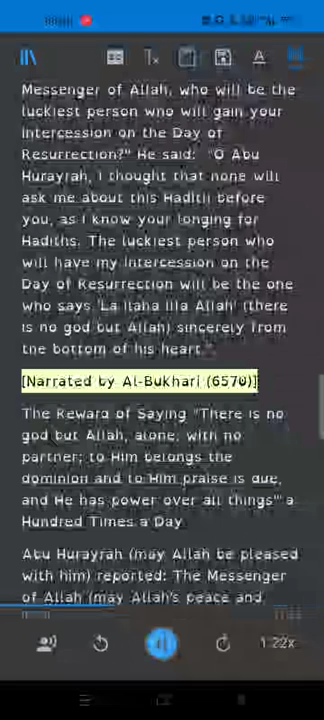 Messenger of Allah, who will be the
luckiest person who will gain your
intercession on the Day of
Resurrection?" He said: "O Abu
Hurayrah, I thought that none will
ask me about this Hadith before
you, as I know your longing for
Hadiths. The luckiest person who
will have my intercession on the
Day of Resurrection will be the one
who says 'La ilaha illa Allah' (there
is no god but Allah) sincerely from
the bottom of his heart."
[Narrated by Al-Bukhari (6570)]
The Reward of Saying "There is no
god but Allah, alone, with no
partner; to Him belongs the
dominion and to Him praise is due,
and He has power over all things" a
Hundred Times a Day
Abu Hurayrah (may Allah be pleased
with him) reported: The Messenger
of Allah (may Allah's peace and
1.22x